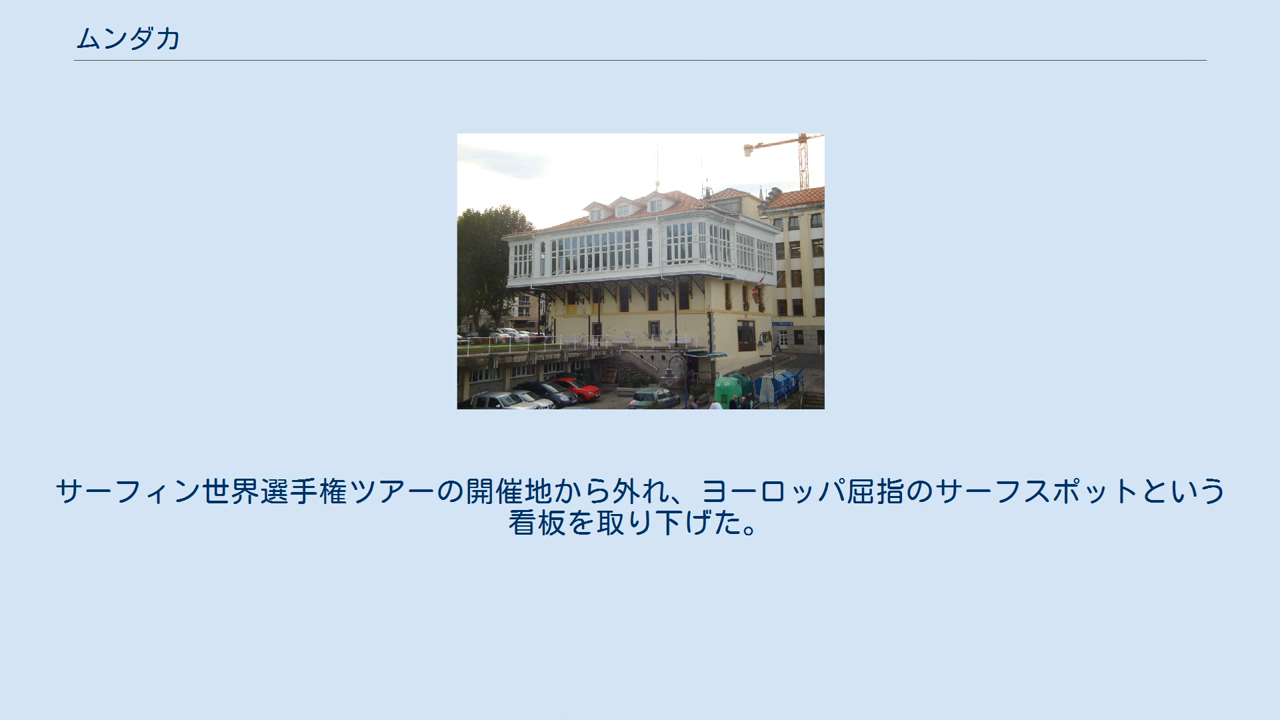 ムンダカ
サーフィン世界選手権ツアーの開催地から外れ、ヨーロッパ屈指のサーフスポットという
看板を取り下げた。